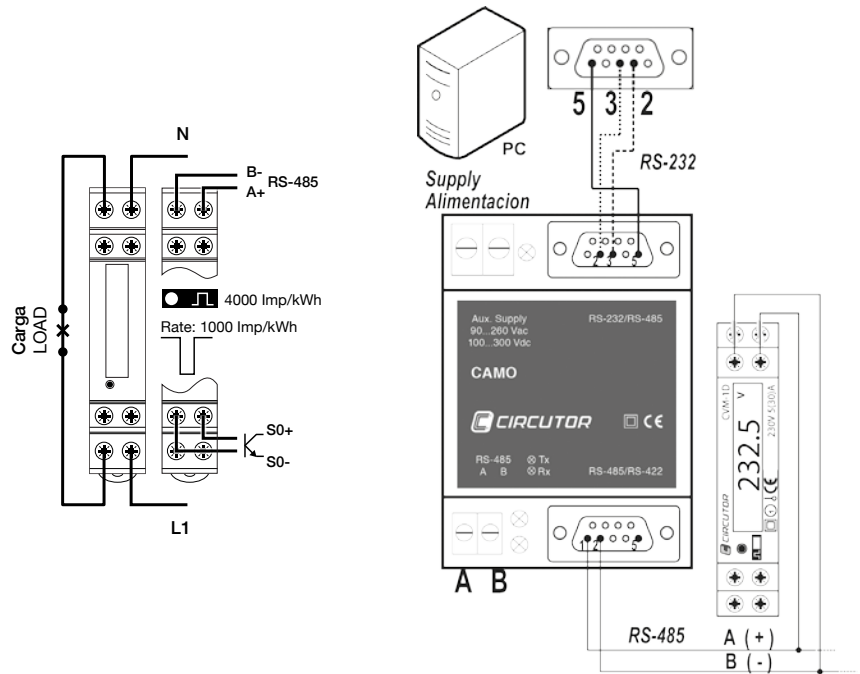 N
B-
A+
RS-485
4000 Imp/kWh
Rate: 1000 Imp/kWh
Carga
LOAD
S0+
S0-
L1
PC
5 3 2
RS-232
Supply
Alimentacion
2 3 5
Aux. Supply
90...260 Vac
100...300 Vdc
RS-232/RS-485
CAMO
CIRCUTOR
CE
RS-485
A B
Tx
Rx
RS-485/RS-422
1 2 5
A B
CVM-1D
232.5 V
230V 5(30)A
CIRCUTOR
CE
RS-485
A (+)
B (-)